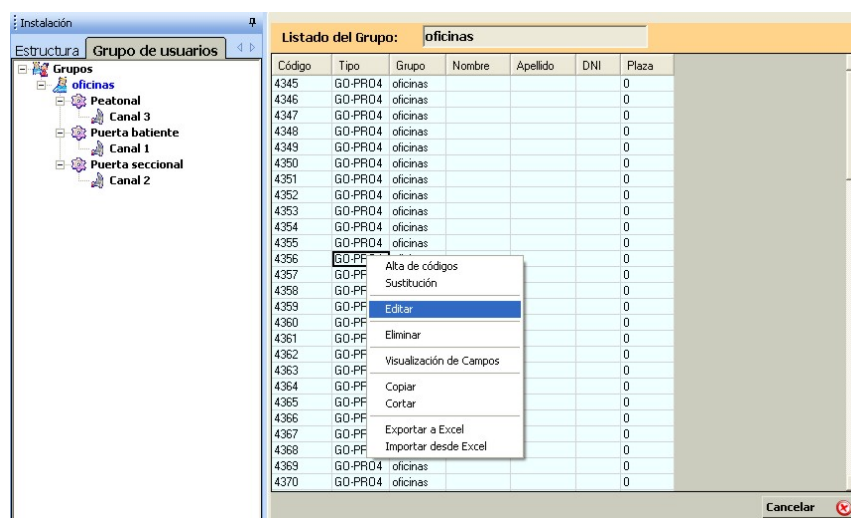 Instalación
Estructura Grupo de usuarios
Grupos
oficinas
Peatonal
Canal 3
Puerta batiente
Canal 1
Puerta seccional
Canal 2
Listado del Grupo: oficinas
Código Tipo Grupo Nombre Apellido DNI Plaza
4345 GO-PRO4 oficinas 0
4346 GO-PRO4 oficinas 0
4347 GO-PRO4 oficinas 0
4348 GO-PRO4 oficinas 0
4349 GO-PRO4 oficinas 0
4350 GO-PRO4 oficinas 0
4351 GO-PRO4 oficinas 0
4352 GO-PRO4 oficinas 0
4353 GO-PRO4 oficinas 0
4354 GO-PRO4 oficinas 0
4355 GO-PRO4 oficinas 0
4356 0
4357 0
4358 0
4359 0
4360 0
4361 0
4362 0
4363 0
4364 0
4365 0
4366 0
4367 0
4368 0
4369 GO-PRO4 oficinas 0
4370 GO-PRO4 oficinas 0
Alta de códigos
Sustitución
Editar
Eliminar
Visualización de Campos
Copiar
Cortar
Exportar a Excel
Importar desde Excel
Cancelar